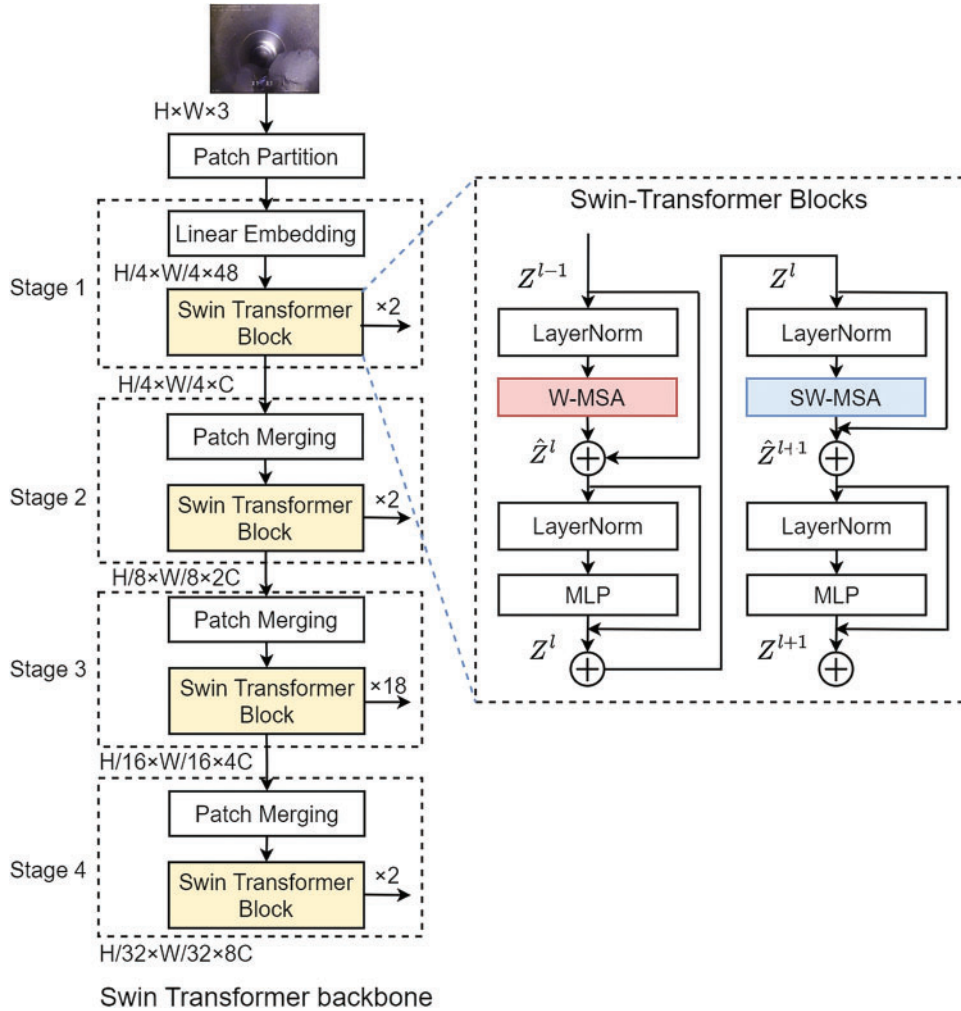 H×W×3
Patch Partition
Linear Embedding
Stage 1
H/4×W/4×48
Swin Transformer
Block
×2
H/4×W/4×C
Patch Merging
Stage 2
Swin Transformer
Block
×2
H/8×W/8×2C
Patch Merging
Stage 3
Swin Transformer
Block
×18
H/16×W/16×4C
Patch Merging
Stage 4
Swin Transformer
Block
×2
H/32×W/32×8C
Swin Transformer backbone
Swin-Transformer Blocks
Z^{l−1}
LayerNorm
W-MSA
Ẑ^l
LayerNorm
MLP
Z^l
Z^l
LayerNorm
SW-MSA
Ẑ^{l+1}
LayerNorm
MLP
Z^{l+1}